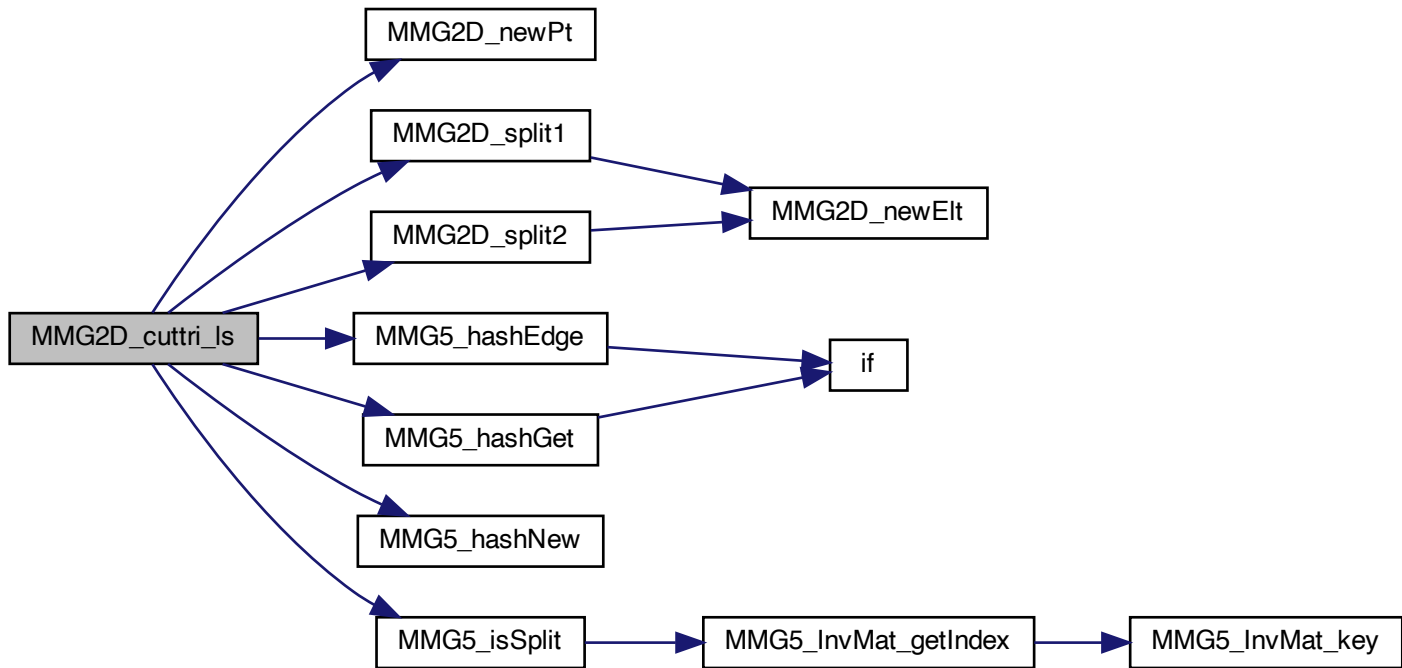 MMG2D_newPt
MMG2D_split1
MMG2D_newElt
MMG2D_split2
MMG2D_cuttri_ls
MMG5_hashEdge
if
MMG5_hashGet
MMG5_hashNew
MMG5_isSplit
MMG5_InvMat_getIndex
MMG5_InvMat_key